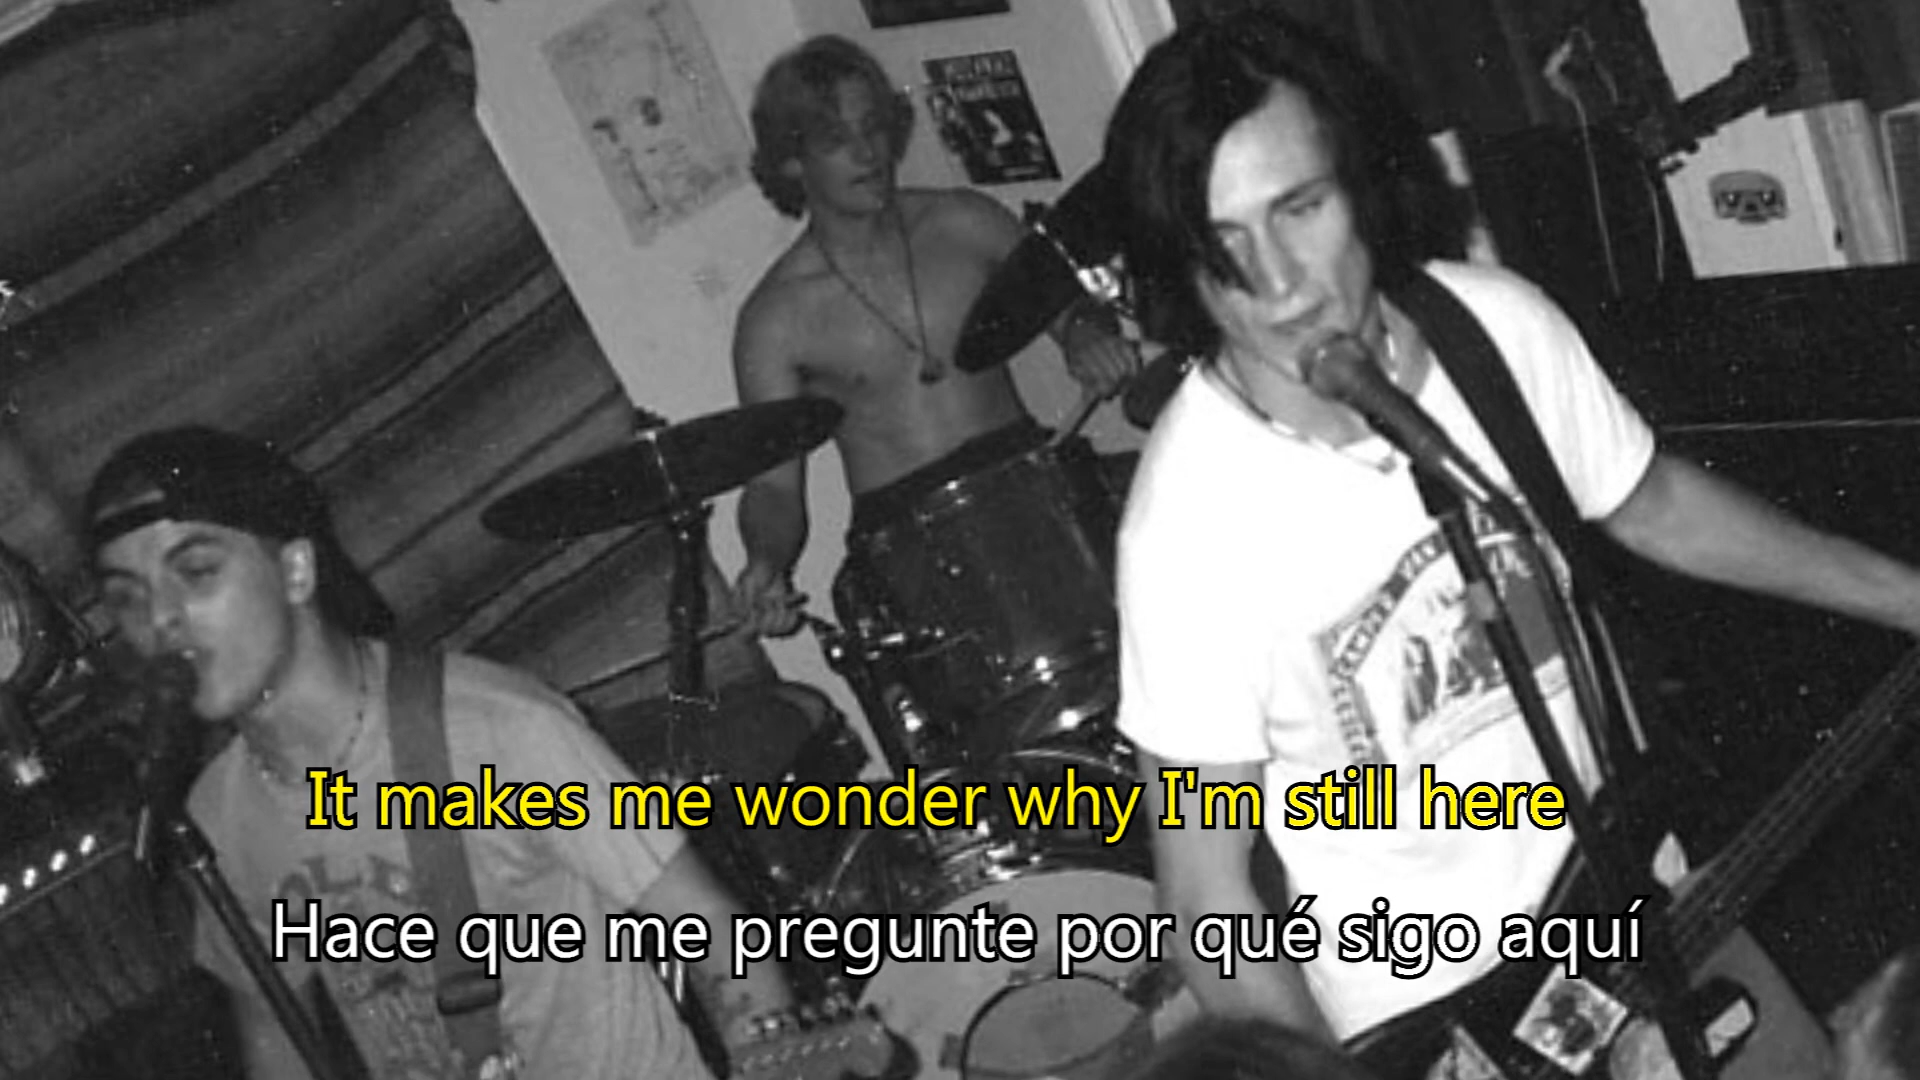 It makes me wonder why I'm still here
Hace que me pregunte por qué sigo aquí